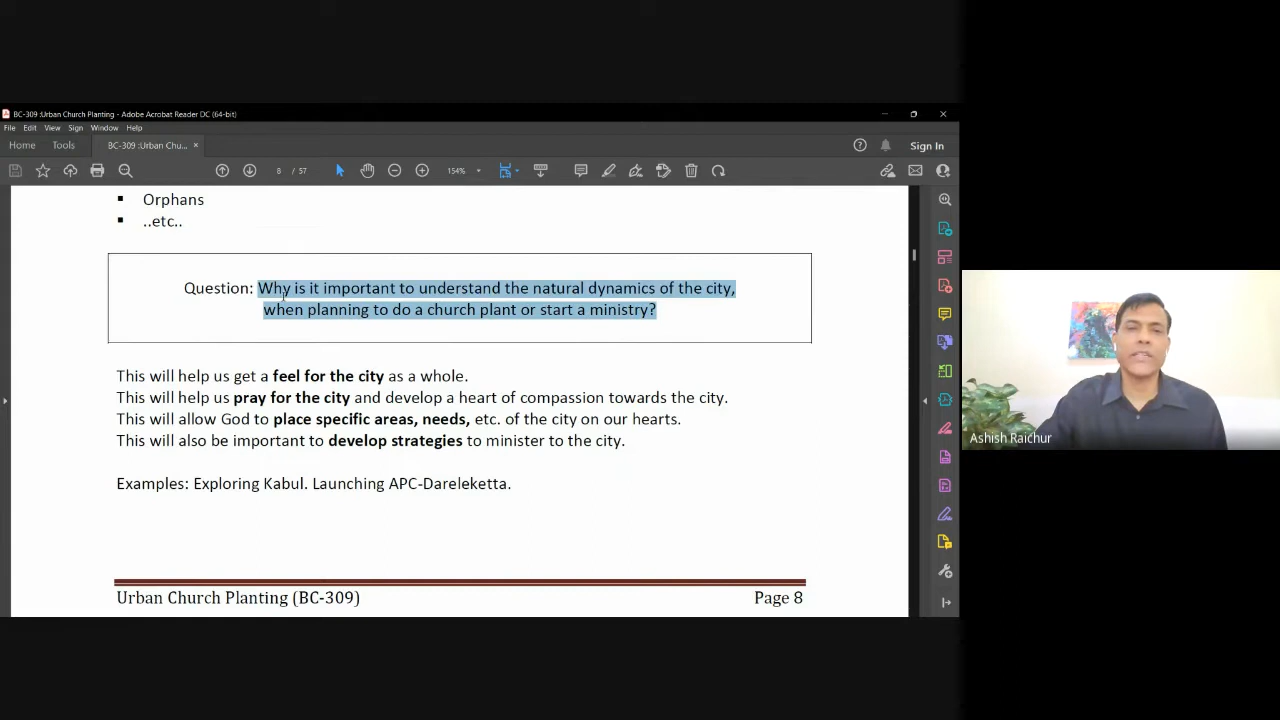 BC-309 :Urban Church Planting - Adobe Acrobat Reader DC (64-bit)
File Edit View Sign Window Help
Home Tools BC-309 :Urban Chu... × Sign In
8 / 57 154%
▪ Orphans
▪ ..etc..
Question: Why is it important to understand the natural dynamics of the city,
when planning to do a church plant or start a ministry?
This will help us get a feel for the city as a whole.
This will help us pray for the city and develop a heart of compassion towards the city.
This will allow God to place specific areas, needs, etc. of the city on our hearts.
This will also be important to develop strategies to minister to the city.
Examples: Exploring Kabul. Launching APC-Dareleketta.
Urban Church Planting (BC-309) Page 8
Ashish Raichur